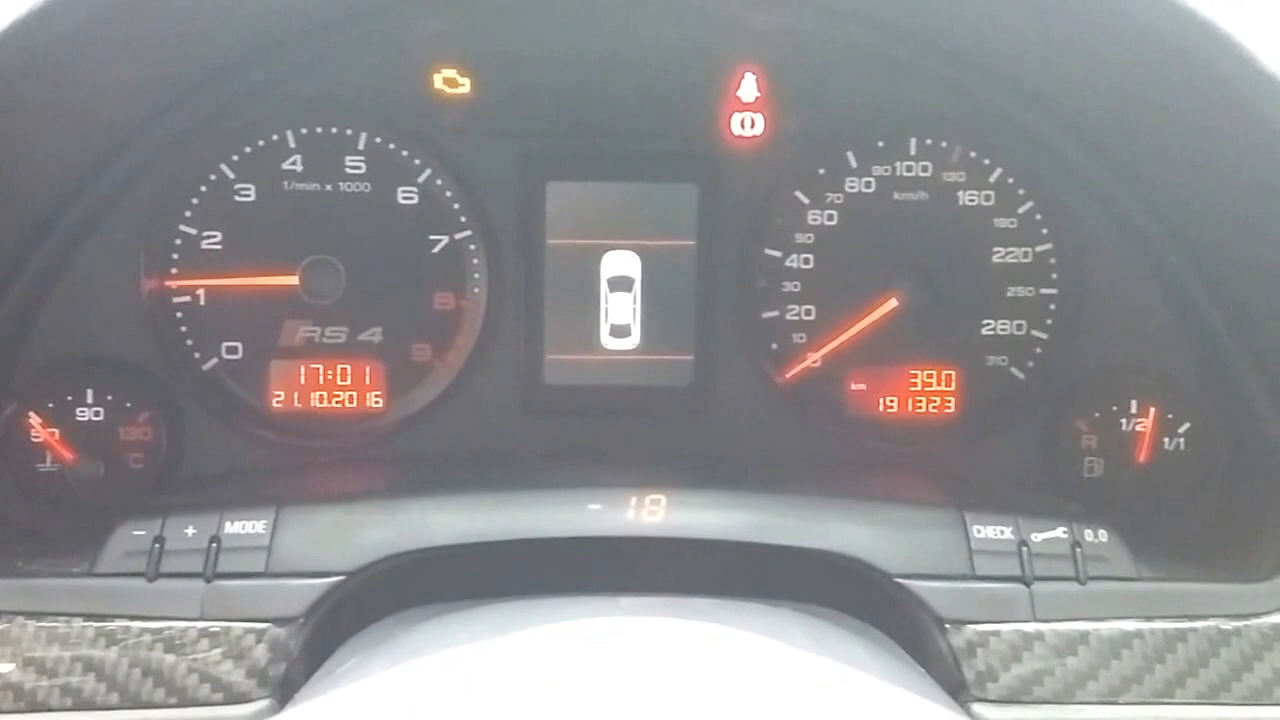 0 1 2 3 4 5 6 7 8 9
1/min x 1000
RS 4
17:01
21.10.2016
50 90 130
C
0 10 20 30 40 50 60 70 80 90 100 130 160 190 220 250 280 310
km/h
km 39.0
191323
R 1/2 1/1
- 18
- + MODE
CHECK 0.0